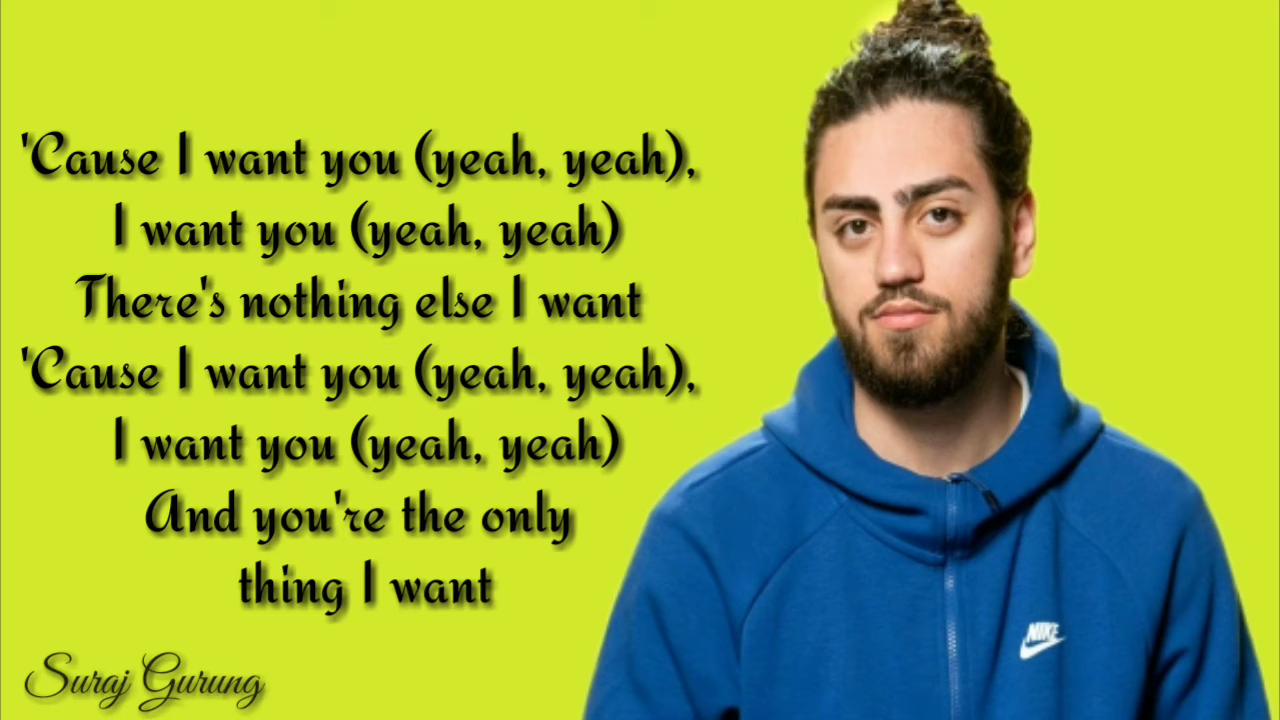 'Cause I want you (yeah, yeah),
I want you (yeah, yeah)
There's nothing else I want
'Cause I want you (yeah, yeah),
I want you (yeah, yeah)
And you're the only
thing I want
Suraj Gurung
NIKE